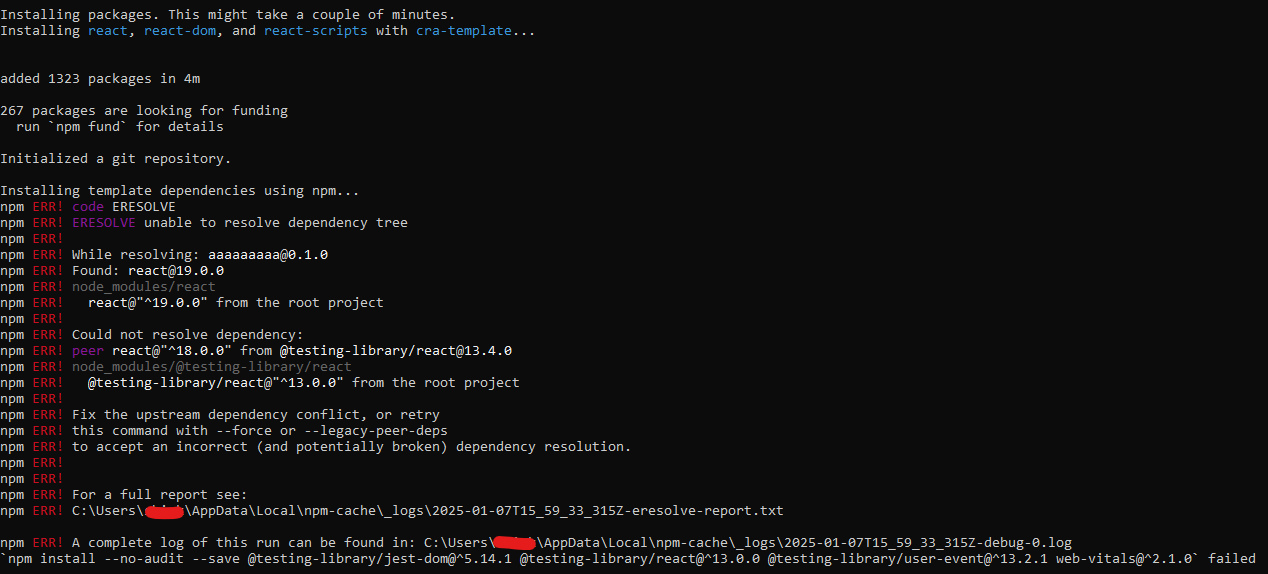 Installing packages. This might take a couple of minutes.
Installing react, react-dom, and react-scripts with cra-template...
added 1323 packages in 4m
267 packages are looking for funding
  run `npm fund` for details
Initialized a git repository.
Installing template dependencies using npm...
npm ERR! code ERESOLVE
npm ERR! ERESOLVE unable to resolve dependency tree
npm ERR!
npm ERR! While resolving: aaaaaaaaa@0.1.0
npm ERR! Found: react@19.0.0
npm ERR! node_modules/react
npm ERR!   react@"^19.0.0" from the root project
npm ERR!
npm ERR! Could not resolve dependency:
npm ERR! peer react@"^18.0.0" from @testing-library/react@13.4.0
npm ERR! node_modules/@testing-library/react
npm ERR!   @testing-library/react@"^13.0.0" from the root project
npm ERR!
npm ERR! Fix the upstream dependency conflict, or retry
npm ERR! this command with --force or --legacy-peer-deps
npm ERR! to accept an incorrect (and potentially broken) dependency resolution.
npm ERR!
npm ERR!
npm ERR! For a full report see:
npm ERR! C:\Users\ \AppData\Local\npm-cache\_logs\2025-01-07T15_59_33_315Z-eresolve-report.txt
npm ERR! A complete log of this run can be found in: C:\Users\ \AppData\Local\npm-cache\_logs\2025-01-07T15_59_33_315Z-debug-0.log
`npm install --no-audit --save @testing-library/jest-dom@^5.14.1 @testing-library/react@^13.0.0 @testing-library/user-event@^13.2.1 web-vitals@^2.1.0` failed